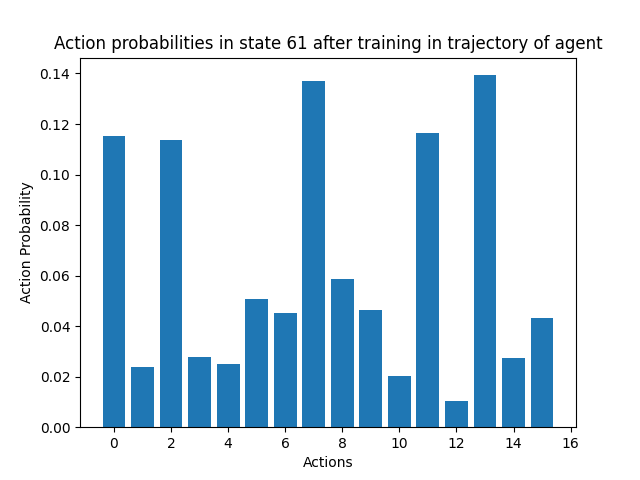 Action probabilities in state 61 after training in trajectory of agent
0.14
0.12
0.10
0.08
0.06
0.04
0.02
0.00
Action Probability
0 2 4 6 8 10 12 14 16
Actions